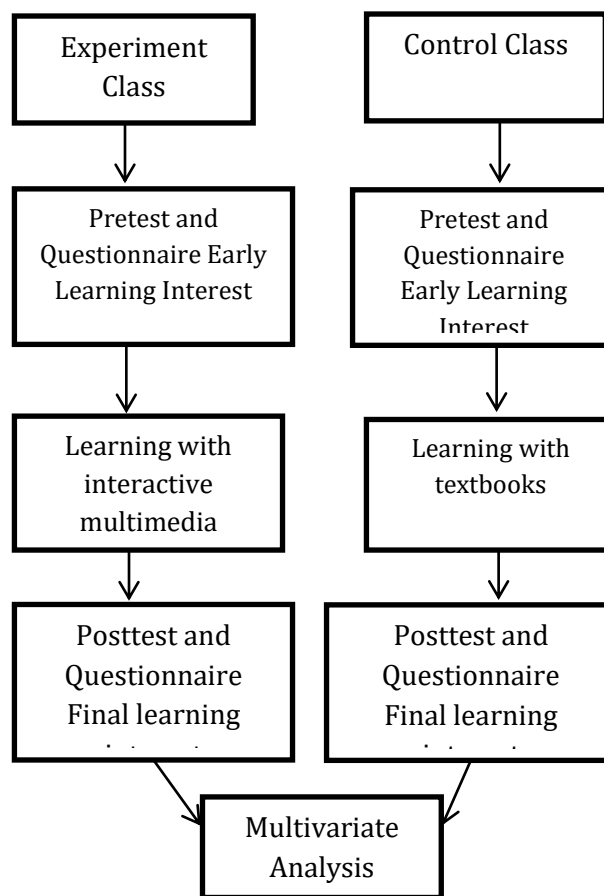 Experiment
Class
Control Class
Pretest and
Questionnaire Early
Learning Interest
Pretest and
Questionnaire
Early Learning
Interest
Learning with
interactive
multimedia
Learning with
textbooks
Posttest and
Questionnaire
Final learning
Posttest and
Questionnaire
Final learning
Multivariate
Analysis